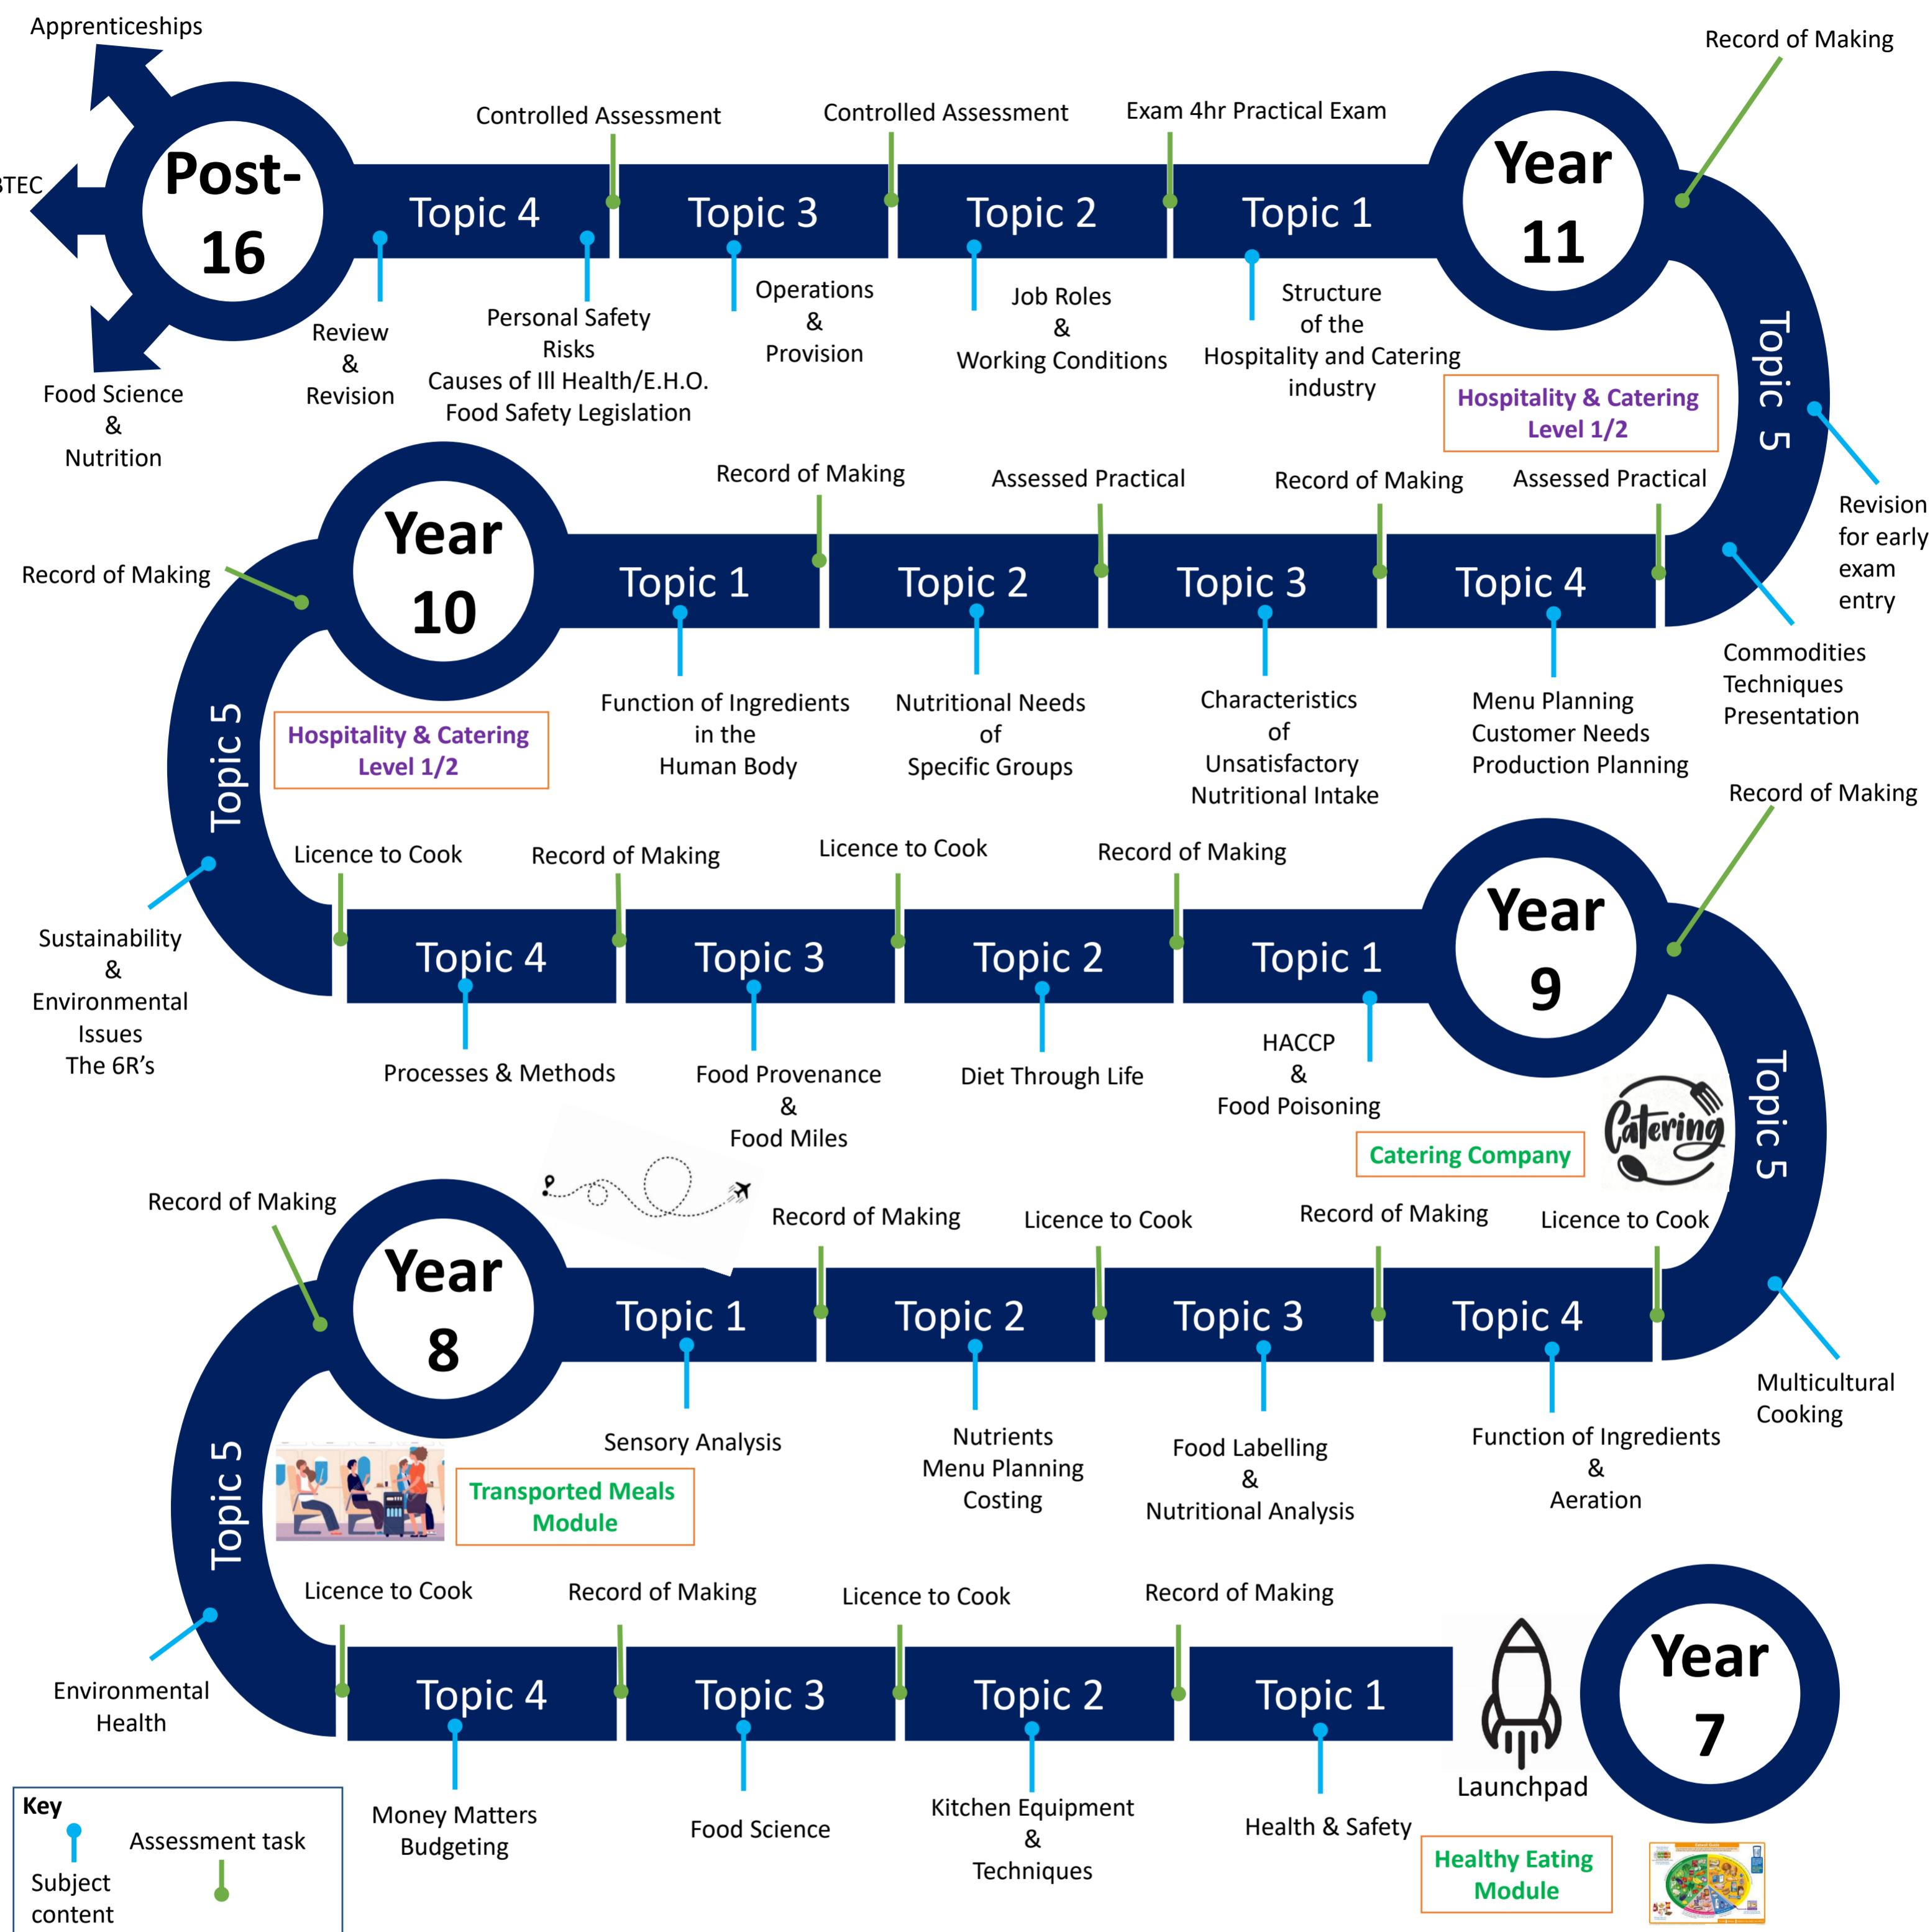 Apprenticeships
Record of Making
Controlled Assessment
Controlled Assessment
Exam 4hr Practical Exam
Post-
16
BTEC
Topic 4
Topic 3
Topic 2
Topic 1
Year
11
Food Science
&
Nutrition
Review
&
Revision
Personal Safety
Risks
Causes of Ill Health/E.H.O.
Food Safety Legislation
Operations
&
Provision
Job Roles
&
Working Conditions
Structure
of the
Hospitality and Catering
industry
Hospitality & Catering
Level 1/2
Topic 5
Revision
for early
exam
entry
Commodities
Techniques
Presentation
Record of Making
Assessed Practical
Record of Making
Assessed Practical
Record of Making
Year
10
Topic 1
Topic 2
Topic 3
Topic 4
Function of Ingredients
in the
Human Body
Nutritional Needs
of
Specific Groups
Characteristics
of
Unsatisfactory
Nutritional Intake
Menu Planning
Customer Needs
Production Planning
Hospitality & Catering
Level 1/2
Topic 5
Sustainability
&
Environmental
Issues
The 6R's
Record of Making
Licence to Cook
Record of Making
Licence to Cook
Record of Making
Topic 4
Topic 3
Topic 2
Topic 1
Year
9
Processes & Methods
Food Provenance
&
Food Miles
Diet Through Life
HACCP
&
Food Poisoning
Catering Company
Catering
Topic 5
Multicultural
Cooking
Record of Making
Record of Making
Licence to Cook
Record of Making
Licence to Cook
Year
8
Topic 1
Topic 2
Topic 3
Topic 4
Sensory Analysis
Nutrients
Menu Planning
Costing
Food Labelling
&
Nutritional Analysis
Function of Ingredients
&
Aeration
Transported Meals
Module
Topic 5
Environmental
Health
Licence to Cook
Record of Making
Licence to Cook
Record of Making
Topic 4
Topic 3
Topic 2
Topic 1
Launchpad
Year
7
Money Matters
Budgeting
Food Science
Kitchen Equipment
&
Techniques
Health & Safety
Healthy Eating
Module
Key
Assessment task
Subject
content